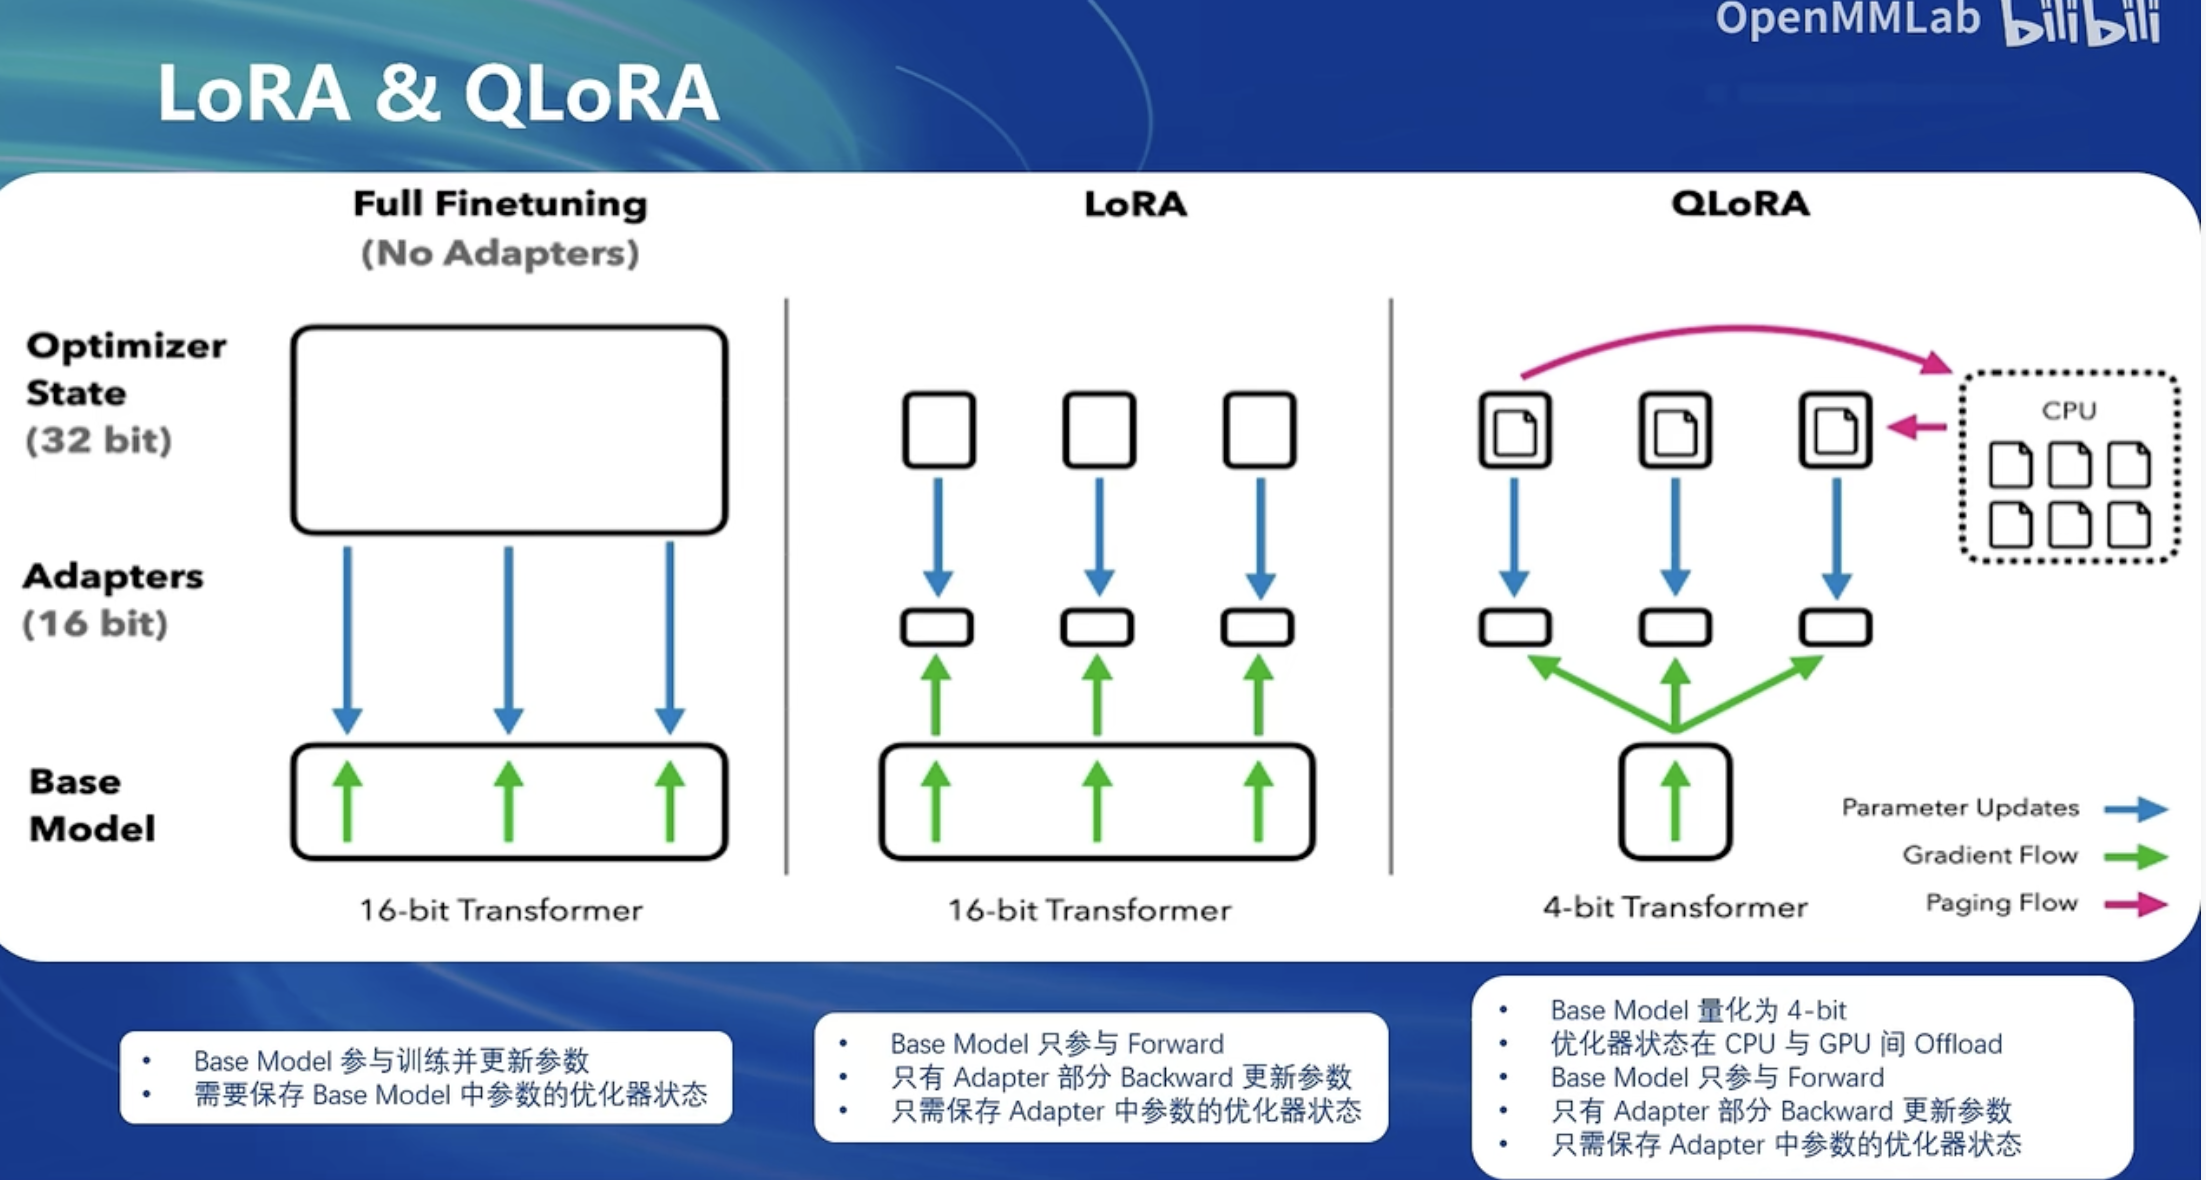 OpenMMLab bilibili
LoRA & QLoRA
Full Finetuning
(No Adapters)
LoRA
QLoRA
Optimizer
State
(32 bit)
CPU
Adapters
(16 bit)
Base
Model
Parameter Updates
Gradient Flow
Paging Flow
16-bit Transformer
16-bit Transformer
4-bit Transformer
• Base Model 参与训练并更新参数
• 需要保存 Base Model 中参数的优化器状态
• Base Model 只参与 Forward
• 只有 Adapter 部分 Backward 更新参数
• 只需保存 Adapter 中参数的优化器状态
• Base Model 量化为 4-bit
• 优化器状态在 CPU 与 GPU 间 Offload
• Base Model 只参与 Forward
• 只有 Adapter 部分 Backward 更新参数
• 只需保存 Adapter 中参数的优化器状态